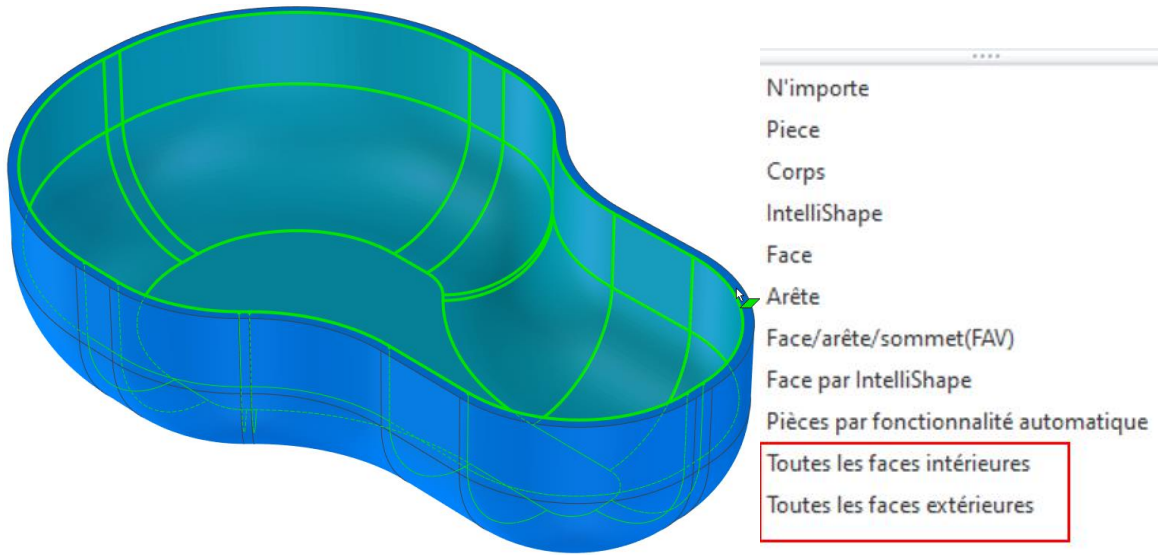 N'importe
Piece
Corps
IntelliShape
Face
Arête
Face/arête/sommet(FAV)
Face par IntelliShape
Pièces par fonctionnalité automatique
Toutes les faces intérieures
Toutes les faces extérieures